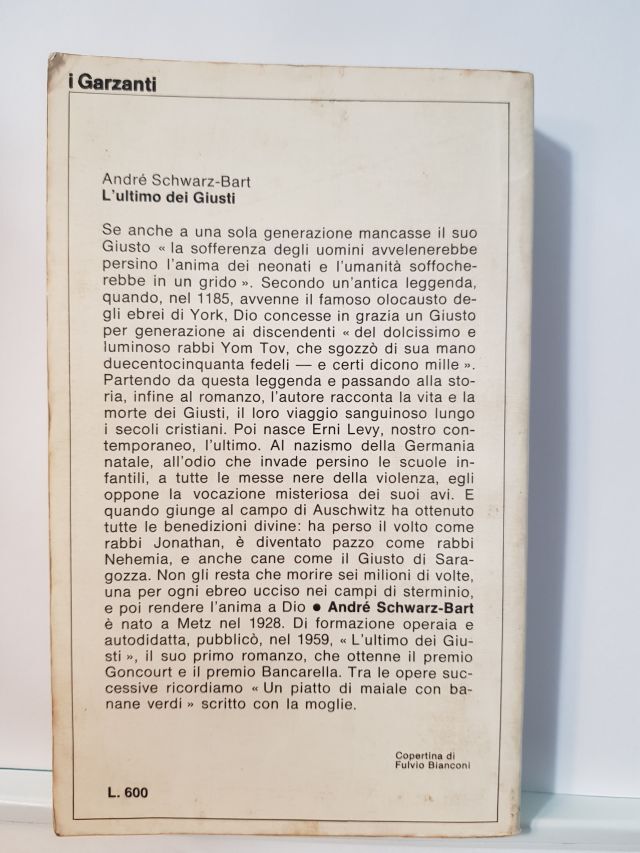 i Garzanti
André Schwarz-Bart
L'ultimo dei Giusti
Se anche a una sola generazione mancasse il suo
Giusto « la sofferenza degli uomini avvelenerebbe
persino l'anima dei neonati e l'umanità soffoche-
rebbe in un grido ». Secondo un'antica leggenda,
quando, nel 1185, avvenne il famoso olocausto de-
gli ebrei di York, Dio concesse in grazia un Giusto
per generazione ai discendenti « del dolcissimo e
luminoso rabbi Yom Tov, che sgozzò di sua mano
duecentocinquanta fedeli — e certi dicono mille ».
Partendo da questa leggenda e passando alla sto-
ria, infine al romanzo, l'autore racconta la vita e la
morte dei Giusti, il loro viaggio sanguinoso lungo
i secoli cristiani. Poi nasce Erni Levy, nostro con-
temporaneo, l'ultimo. Al nazismo della Germania
natale, all'odio che invade persino le scuole in-
fantili, a tutte le messe nere della violenza, egli
oppone la vocazione misteriosa dei suoi avi. E
quando giunge al campo di Auschwitz ha ottenuto
tutte le benedizioni divine: ha perso il volto come
rabbi Jonathan, è diventato pazzo come rabbi
Nehemia, e anche cane come il Giusto di Sara-
gozza. Non gli resta che morire sei milioni di volte,
una per ogni ebreo ucciso nei campi di sterminio,
e poi rendere l'anima a Dio ● André Schwarz-Bart
è nato a Metz nel 1928. Di formazione operaia e
autodidatta, pubblicò, nel 1959, « L'ultimo dei Giu-
sti », il suo primo romanzo, che ottenne il premio
Goncourt e il premio Bancarella. Tra le opere suc-
cessive ricordiamo « Un piatto di maiale con ba-
nane verdi » scritto con la moglie.
Copertina di
Fulvio Bianconi
L. 600